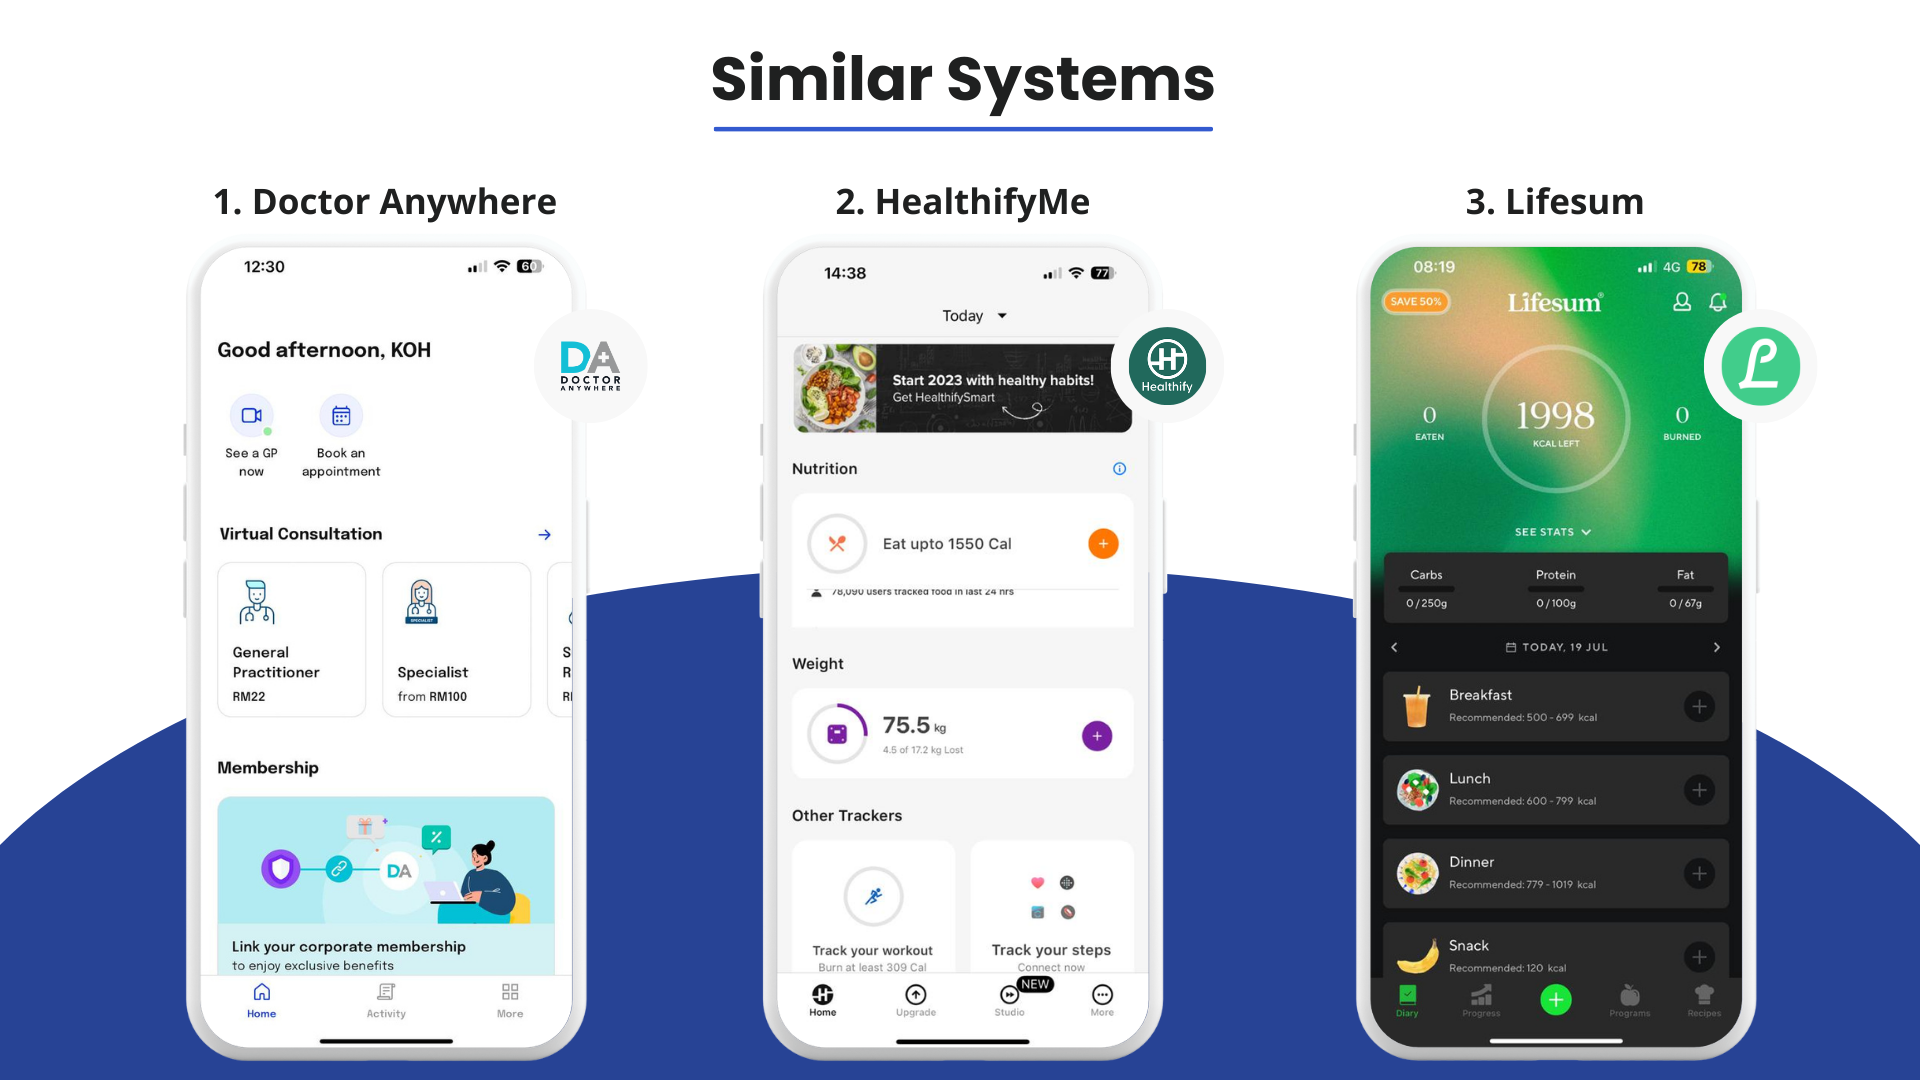 Similar Systems
1. Doctor Anywhere
12:30
60
Good afternoon, KOH
DA
DOCTOR
ANYWHERE
See a GP
now
Book an
appointment
Virtual Consultation
General
Practitioner
RM22
SPECIALIST
Specialist
from RM100
S
R
RI
Membership
DA
Link your corporate membership
to enjoy exclusive benefits
Home
Activity
More
2. HealthifyMe
14:38
77
Today
Start 2023 with healthy habits!
Get HealthifySmart
H
Healthify
Nutrition
Eat upto 1550 Cal
78,090 users tracked food in last 24 hrs
Weight
75.5 kg
4.5 of 17.2 kg Lost
Other Trackers
Track your workout
Burn at least 309 Cal
Track your steps
Connect now
NEW
Home
Upgrade
Studio
More
3. Lifesum
08:19
4G 78
SAVE 50%
Lifesum®
L
0
EATEN
1998
KCAL LEFT
0
BURNED
SEE STATS
Carbs
0/250g
Protein
0/100g
Fat
0/67g
TODAY, 19 JUL
Breakfast
Recommended: 500 - 699 kcal
Lunch
Recommended: 600 - 799 kcal
Dinner
Recommended: 779 - 1019 kcal
Snack
Recommended: 120 kcal
Diary
Progress
Programs
Recipes